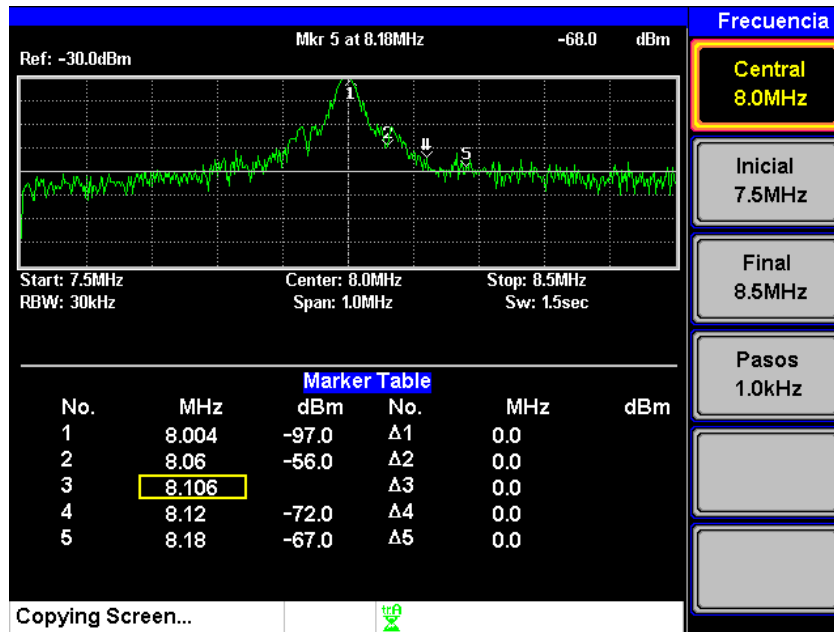 Frecuencia
Mkr 5 at 8.18MHz -68.0 dBm
Ref: -30.0dBm
Central
8.0MHz
1
2
4
5
Inicial
7.5MHz
Final
8.5MHz
Start: 7.5MHz Center: 8.0MHz Stop: 8.5MHz
RBW: 30kHz Span: 1.0MHz Sw: 1.5sec
Pasos
1.0kHz
Marker Table
No. MHz dBm No. MHz dBm
1 8.004 -97.0 Δ1 0.0
2 8.06 -56.0 Δ2 0.0
3 8.106 Δ3 0.0
4 8.12 -72.0 Δ4 0.0
5 8.18 -67.0 Δ5 0.0
Copying Screen... trA